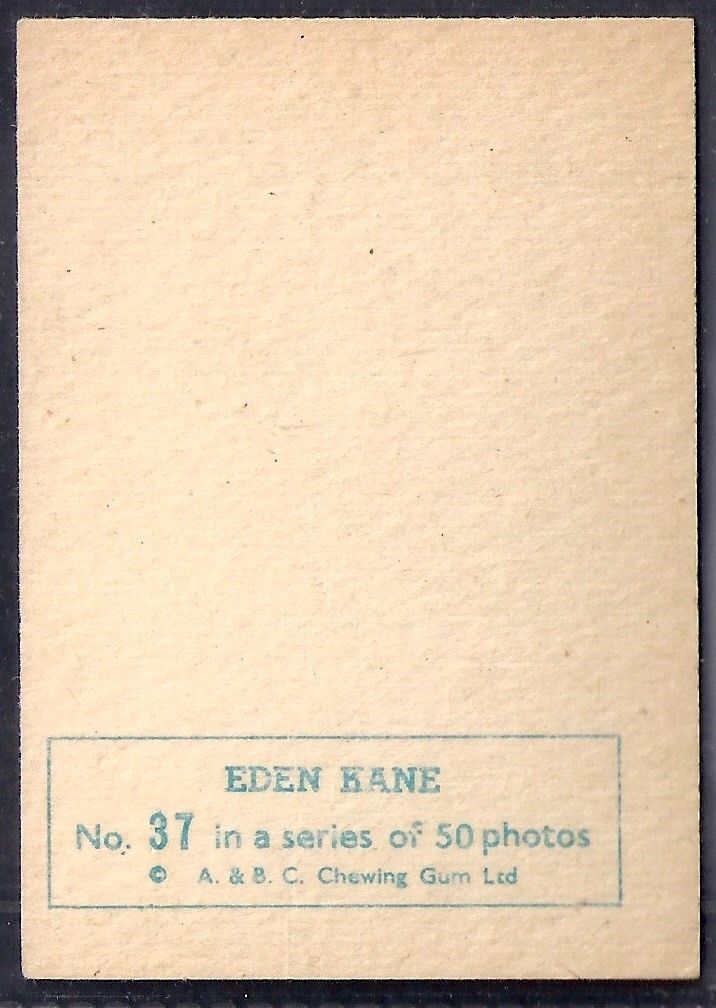 EDEN KANE
No. 37 in a series of 50 photos
© A. & B. C. Chewing Gum Ltd